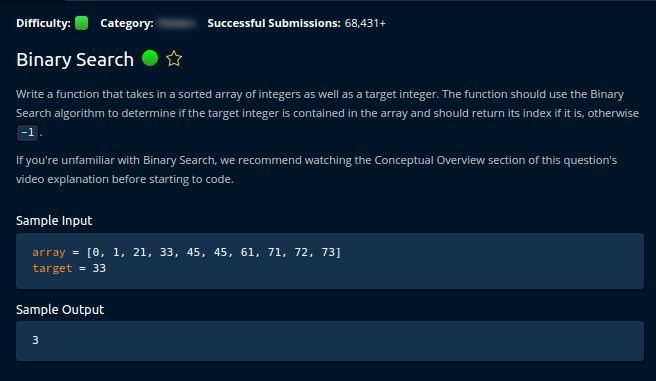 Difficulty: Category: Successful Submissions: 68,431+
Binary Search
Write a function that takes in a sorted array of integers as well as a target integer. The function should use the Binary
Search algorithm to determine if the target integer is contained in the array and should return its index if it is, otherwise
-1 .
If you're unfamiliar with Binary Search, we recommend watching the Conceptual Overview section of this question's
video explanation before starting to code.
Sample Input
array = [0, 1, 21, 33, 45, 45, 61, 71, 72, 73]
target = 33
Sample Output
3